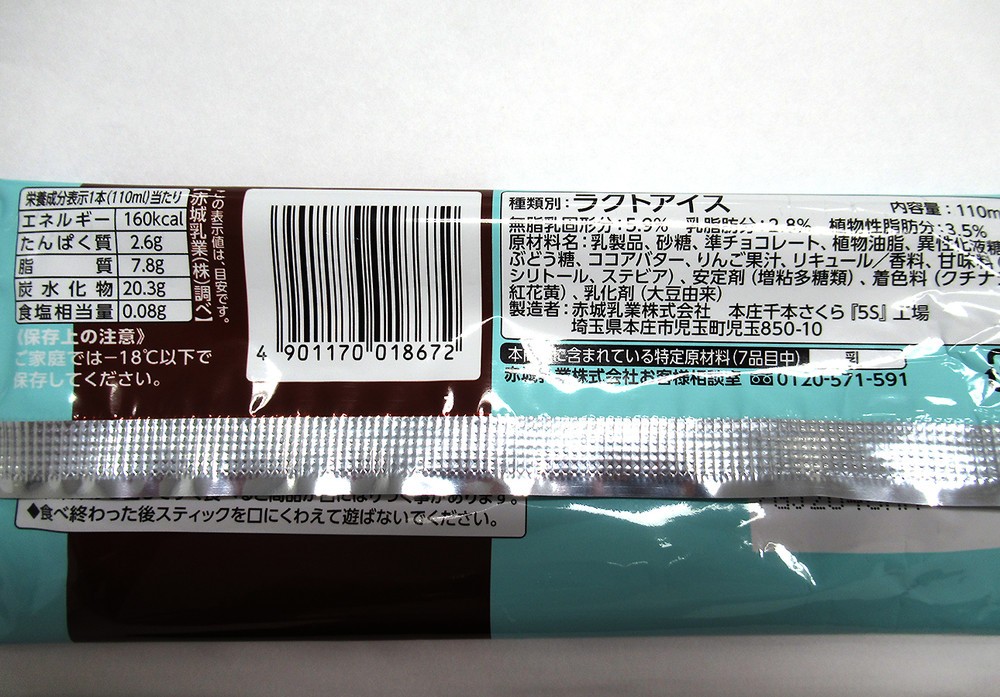 栄養成分表示1本(110ml)当たり
エネルギー 160kcal
たんぱく質 2.6g
脂質 7.8g
炭水化物 20.3g
食塩相当量 0.08g
この表示値は、目安です。
【赤城乳業(株)調べ】
《保存上の注意》
ご家庭では−18℃以下で
保存してください。
4 901170 018672
種類別:ラクトアイス 内容量:110m
無脂乳固形分:5.9% 乳脂肪分:2.8% 植物性脂肪分:3.5%
原材料名:乳製品、砂糖、準チョコレート、植物油脂、異性化液糖
ぶどう糖、ココアバター、りんご果汁、リキュール/香料、甘味料
シリトール、ステビア)、安定剤(増粘多糖類)、着色料(クチナ
紅花黄)、乳化剤(大豆由来)
製造者:赤城乳業株式会社 本庄千本さくら『5S』工場
埼玉県本庄市児玉町児玉850-10
に含まれている特定原材料(7品目中) 乳
赤城 業株式会社お客様相談室 0120-571-591
◆食べ終わった後スティックを口にくわえて遊ばないでください。